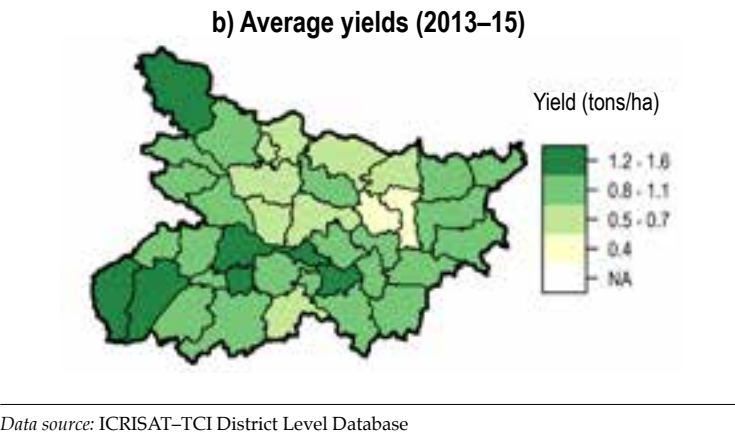 b) Average yields (2013–15)
Yield (tons/ha)
1.2 - 1.6
0.8 - 1.1
0.5 - 0.7
0.4
NA
Data source: ICRISAT–TCI District Level Database